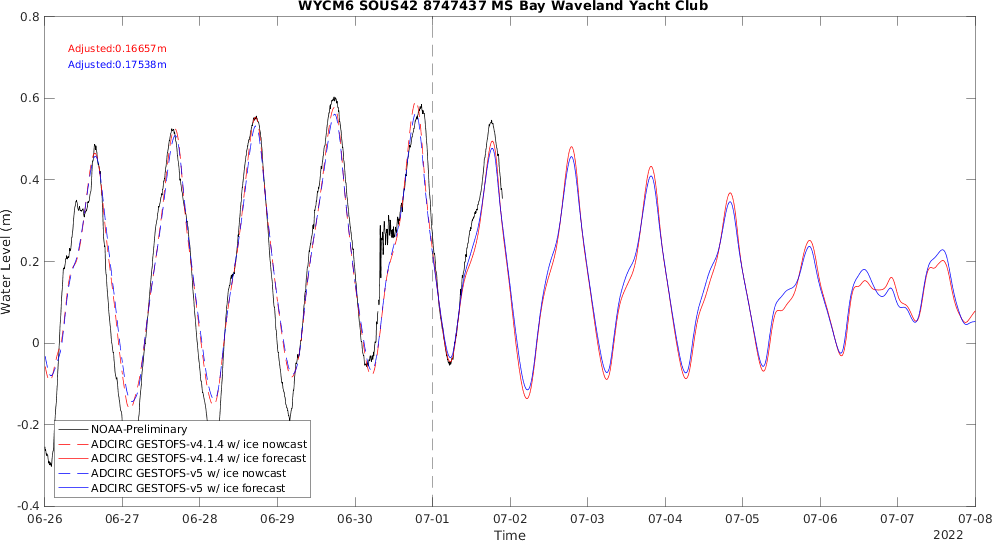 WYCM6 SOUS42 8747437 MS Bay Waveland Yacht Club
Adjusted:0.16657m
Adjusted:0.17538m
Water Level (m)
0.8
0.6
0.4
0.2
0
-0.2
-0.4
NOAA-Preliminary
ADCIRC GESTOFS-v4.1.4 w/ ice nowcast
ADCIRC GESTOFS-v4.1.4 w/ ice forecast
ADCIRC GESTOFS-v5 w/ ice nowcast
ADCIRC GESTOFS-v5 w/ ice forecast
06-26 06-27 06-28 06-29 06-30 07-01 07-02 07-03 07-04 07-05 07-06 07-07 07-08
Time
2022